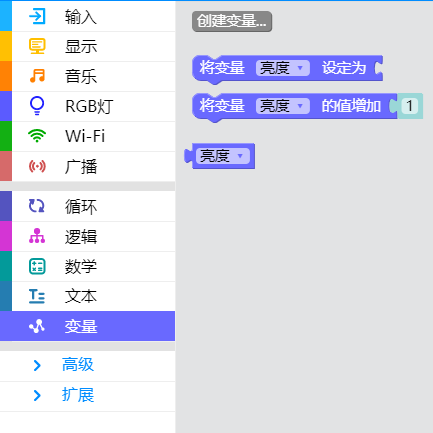 输入
显示
音乐
RGB灯
Wi-Fi
广播
循环
逻辑
数学
文本
变量
高级
扩展
创建变量...
将变量 亮度 设定为
将变量 亮度 的值增加 1
亮度